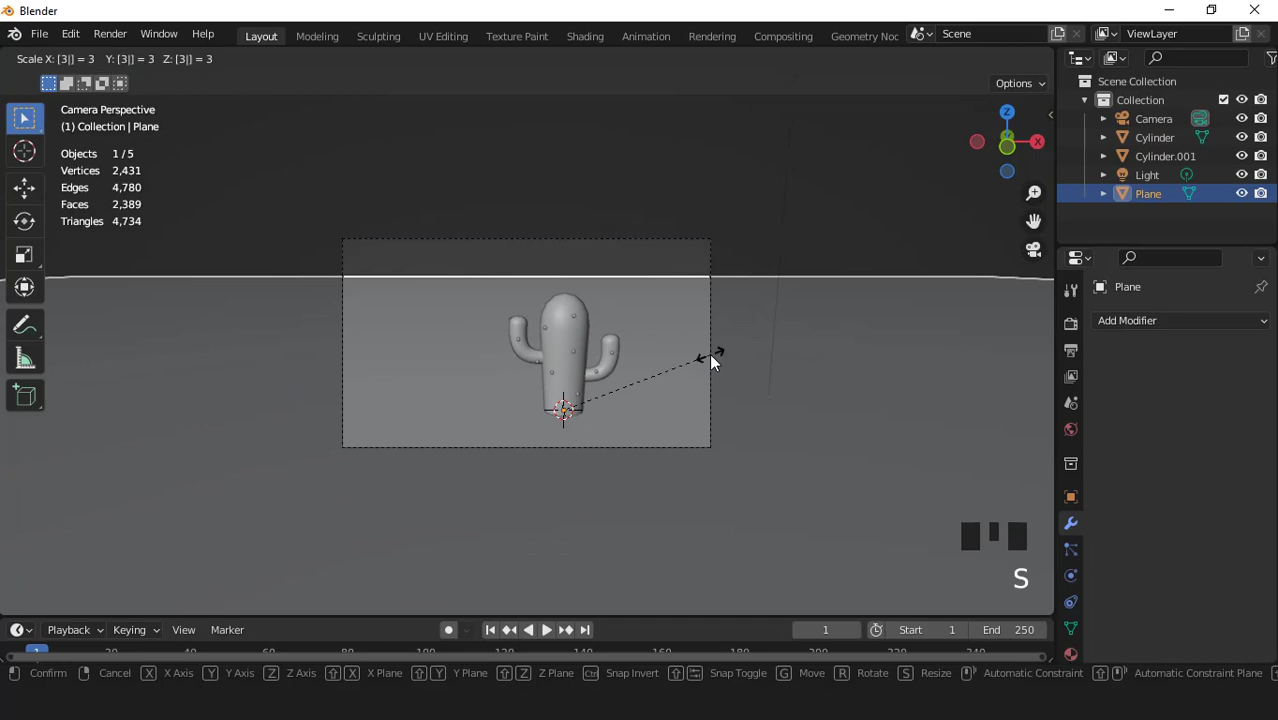 Blender
File Edit Render Window Help Layout Modeling Sculpting UV Editing Texture Paint Shading Animation Rendering Compositing Geometry Noc Scene ViewLayer
Scale X: [3|] = 3 Y: [3|] = 3 Z: [3|] = 3
Options
Camera Perspective
(1) Collection | Plane
Objects 1 / 5
Vertices 2,431
Edges 4,780
Faces 2,389
Triangles 4,734
Z
X
Scene Collection
Collection
Camera
Cylinder
Cylinder.001
Light
Plane
Plane
Add Modifier
S
Playback Keying View Marker 1 Start 1 End 250
1 20 40 60 80 100 120 140 160 180 200 220 240
Confirm Cancel X X Axis Y Y Axis Z Z Axis X X Plane Y Y Plane Z Z Plane Ctrl Snap Invert Snap Toggle G Move R Rotate S Resize Automatic Constraint Automatic Constraint Plane